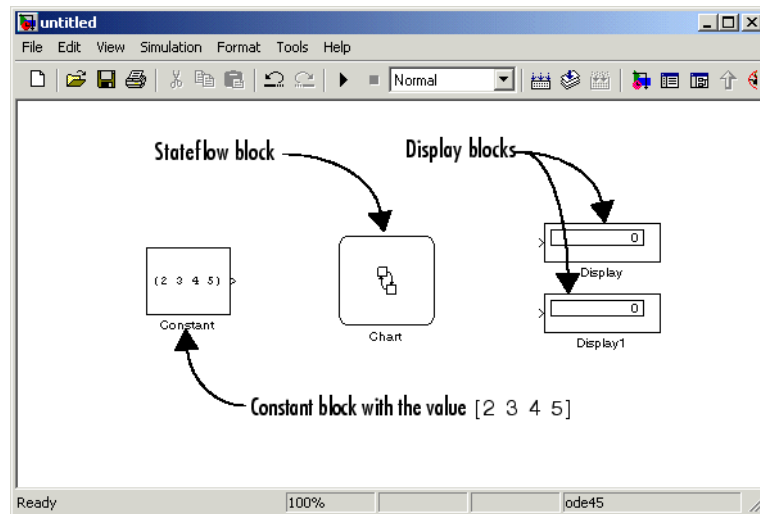 untitled
File Edit View Simulation Format Tools Help
Normal
Stateflow block
Display blocks
(2 3 4 5)
Constant
Chart
0
Display
0
Display1
Constant block with the value [2 3 4 5]
Ready 100% ode45